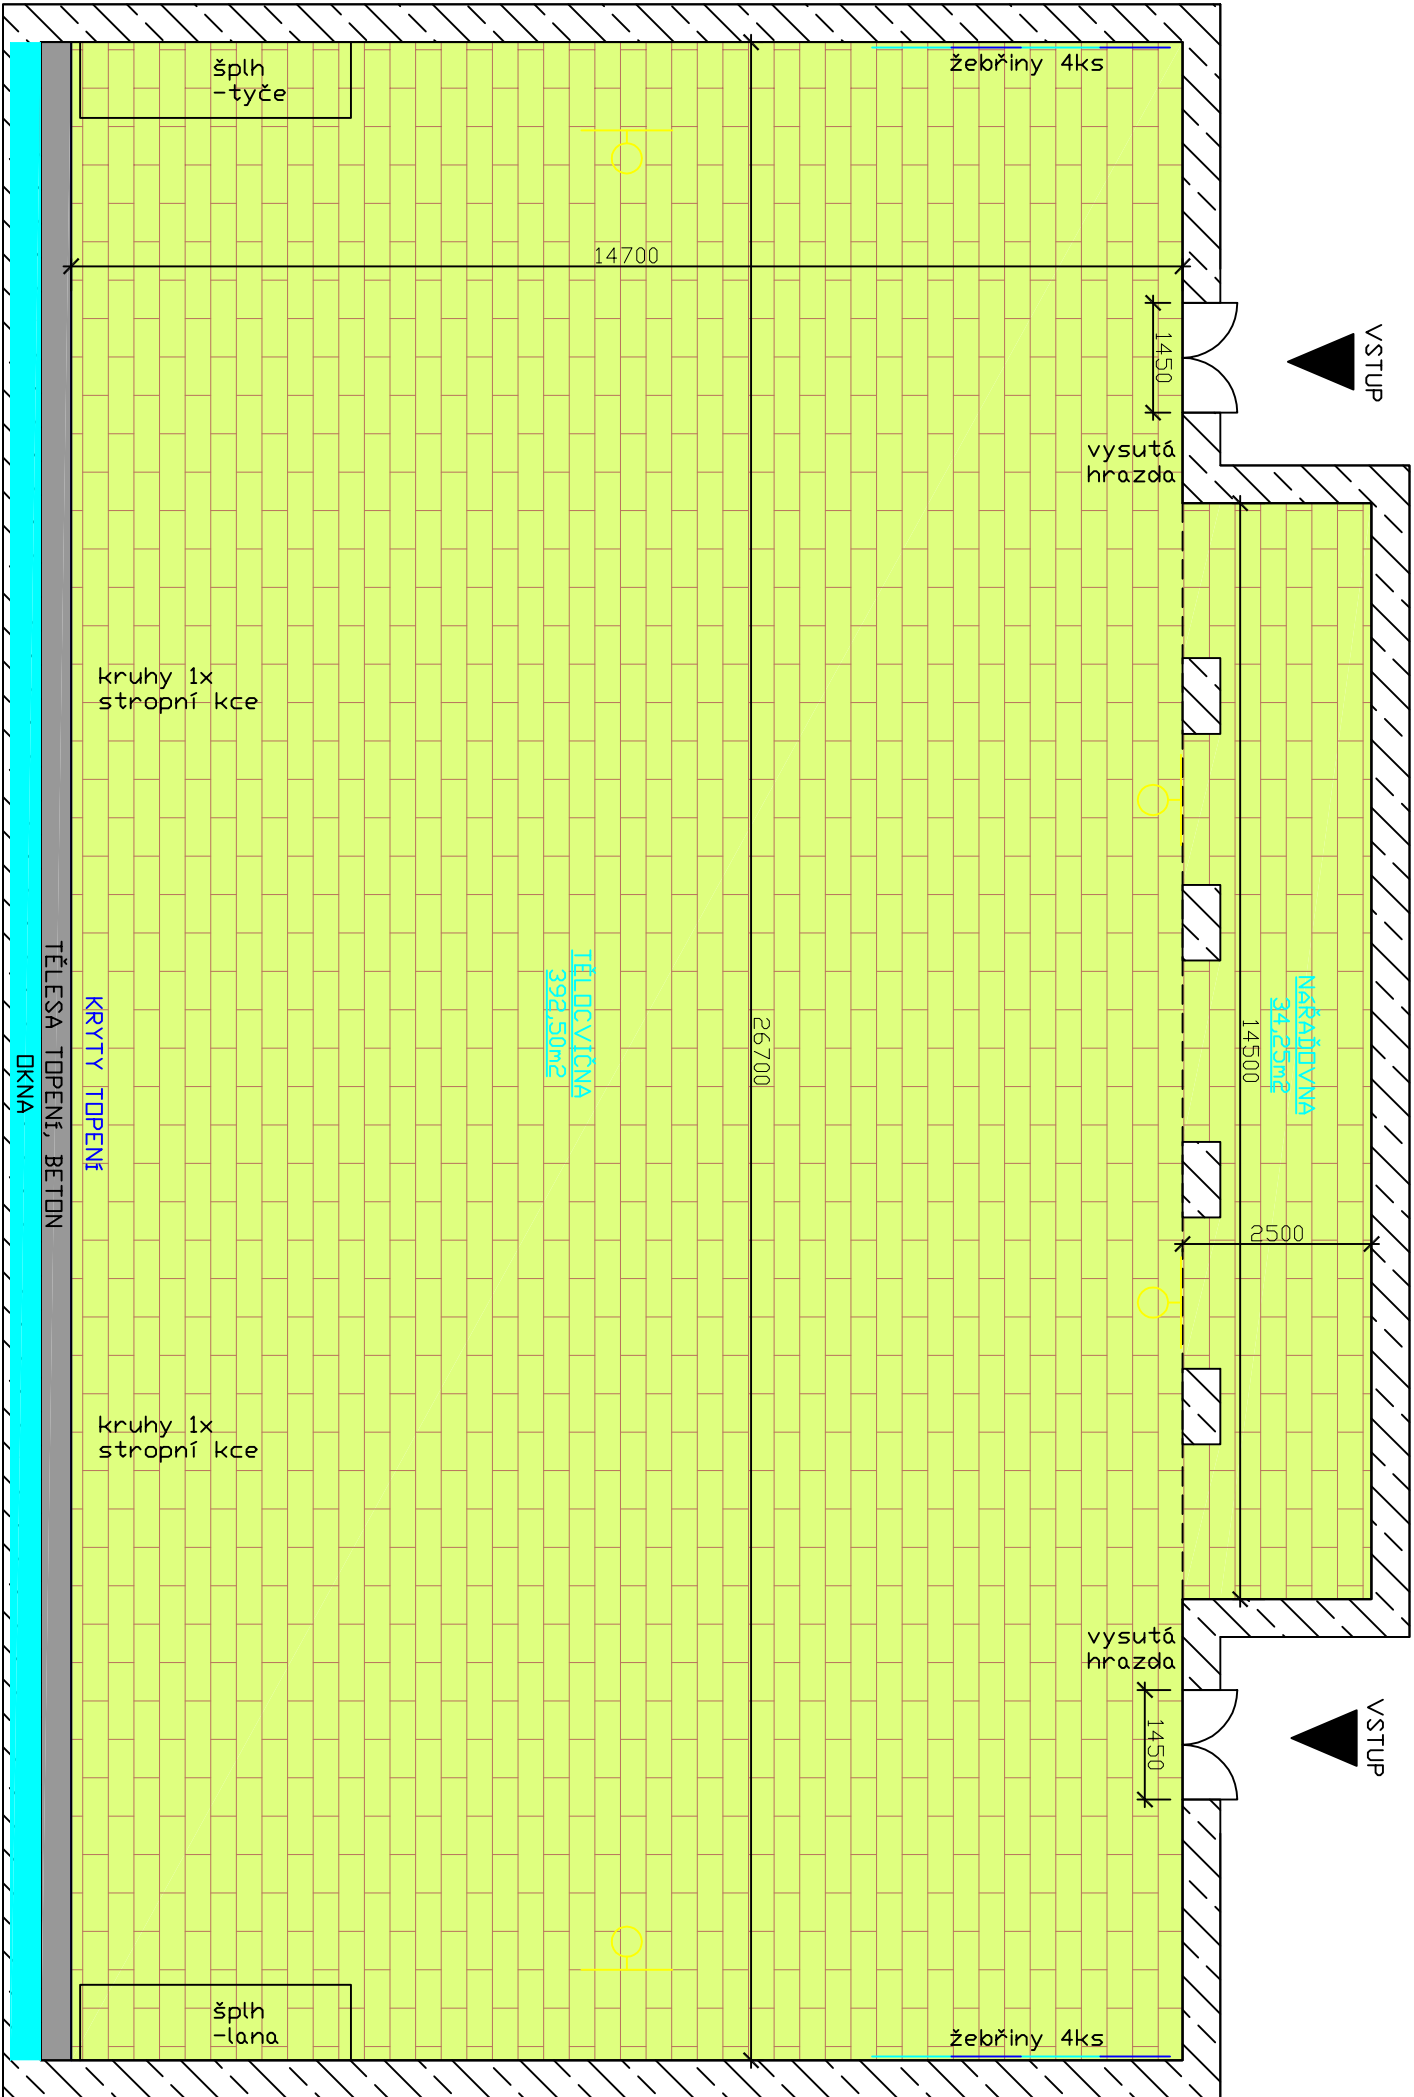 šplh
-tyče
žebřiny 4ks
14700
1450
VSTUP
vysutá
hrazda
kruhy 1x
stropní kce
TĚLOCVIČNA
392,50m2
26700
14500
NÁŘAĎOVNA
34,25m2
2500
KRYTY TOPENÍ
TĚLESA TOPENÍ, BETON
OKNA
kruhy 1x
stropní kce
vysutá
hrazda
1450
VSTUP
šplh
-lana
žebřiny 4ks